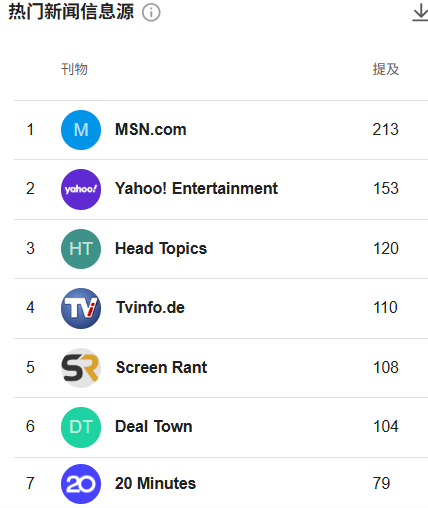 热门新闻信息源
刊物 提及
1 M MSN.com 213
2 yahoo! Yahoo! Entertainment 153
3 HT Head Topics 120
4 TVi Tvinfo.de 110
5 SR Screen Rant 108
6 DT Deal Town 104
7 20 20 Minutes 79